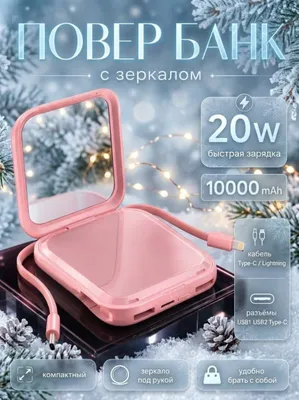 ПОВЕР БАНК
с зеркалом
20w
быстрая зарядка
10000 mAh
кабель
Type-C / Lightning
разъёмы
USB1 USB2 Type-C
компактный
зеркало
под рукой
удобно
брать с собой